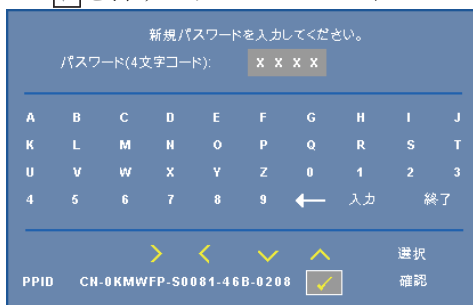 新規パスワードを入力してください。
パスワード(4文字コード): X X X X
A B C D E F G H I J
K L M N O P Q R S T
U V W X Y Z 0 1 2 3
4 5 6 7 8 9 ← 入力 終了
選択
PPID CN-0KMWFP-S0081-46B-0208 ✓ 確認